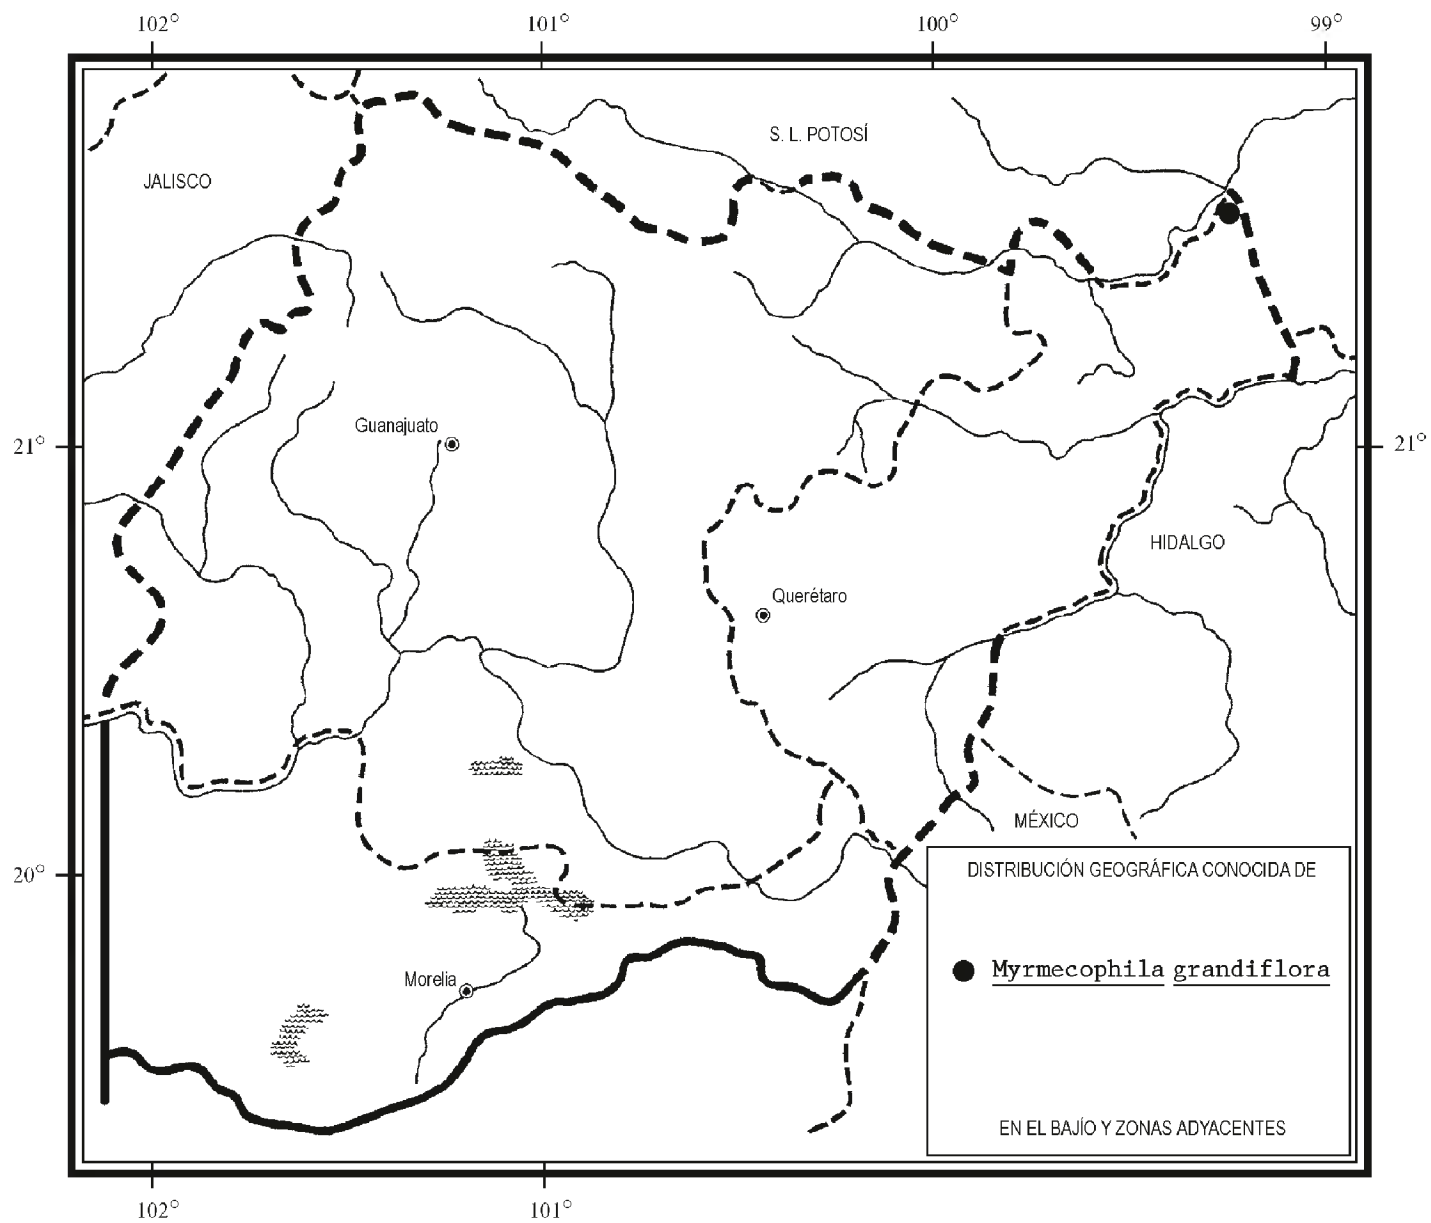 102° 101° 100° 99°
S. L. POTOSÍ
JALISCO
Guanajuato
21° 21°
HIDALGO
Querétaro
MÉXICO
20°
DISTRIBUCIÓN GEOGRÁFICA CONOCIDA DE
Myrmecophila grandiflora
Morelia
EN EL BAJÍO Y ZONAS ADYACENTES
102° 101°